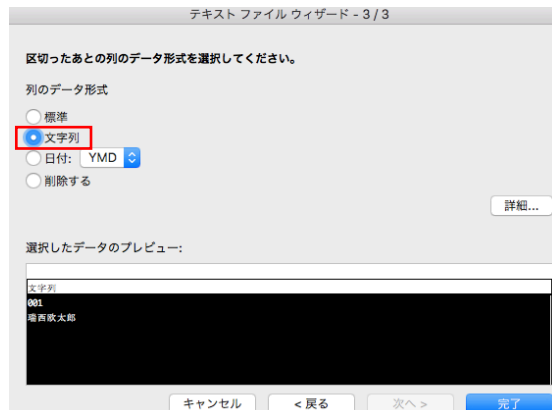 テキスト ファイル ウィザード - 3 / 3
区切ったあとの列のデータ形式を選択してください。
列のデータ形式
標準
文字列
日付: YMD
削除する
詳細...
選択したデータのプレビュー:
文字列
001
瑞西欧太郎
キャンセル
< 戻る
次へ >
完了